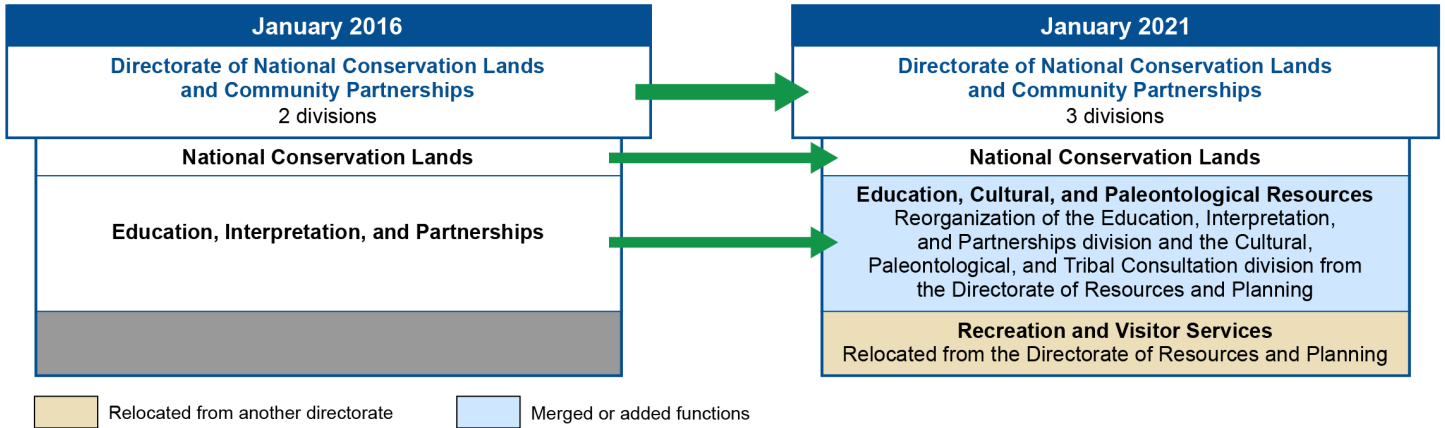 January 2016
Directorate of National Conservation Lands
and Community Partnerships
2 divisions
National Conservation Lands
Education, Interpretation, and Partnerships
January 2021
Directorate of National Conservation Lands
and Community Partnerships
3 divisions
National Conservation Lands
Education, Cultural, and Paleontological Resources
Reorganization of the Education, Interpretation,
and Partnerships division and the Cultural,
Paleontological, and Tribal Consultation division from
the Directorate of Resources and Planning
Recreation and Visitor Services
Relocated from the Directorate of Resources and Planning
Relocated from another directorate
Merged or added functions